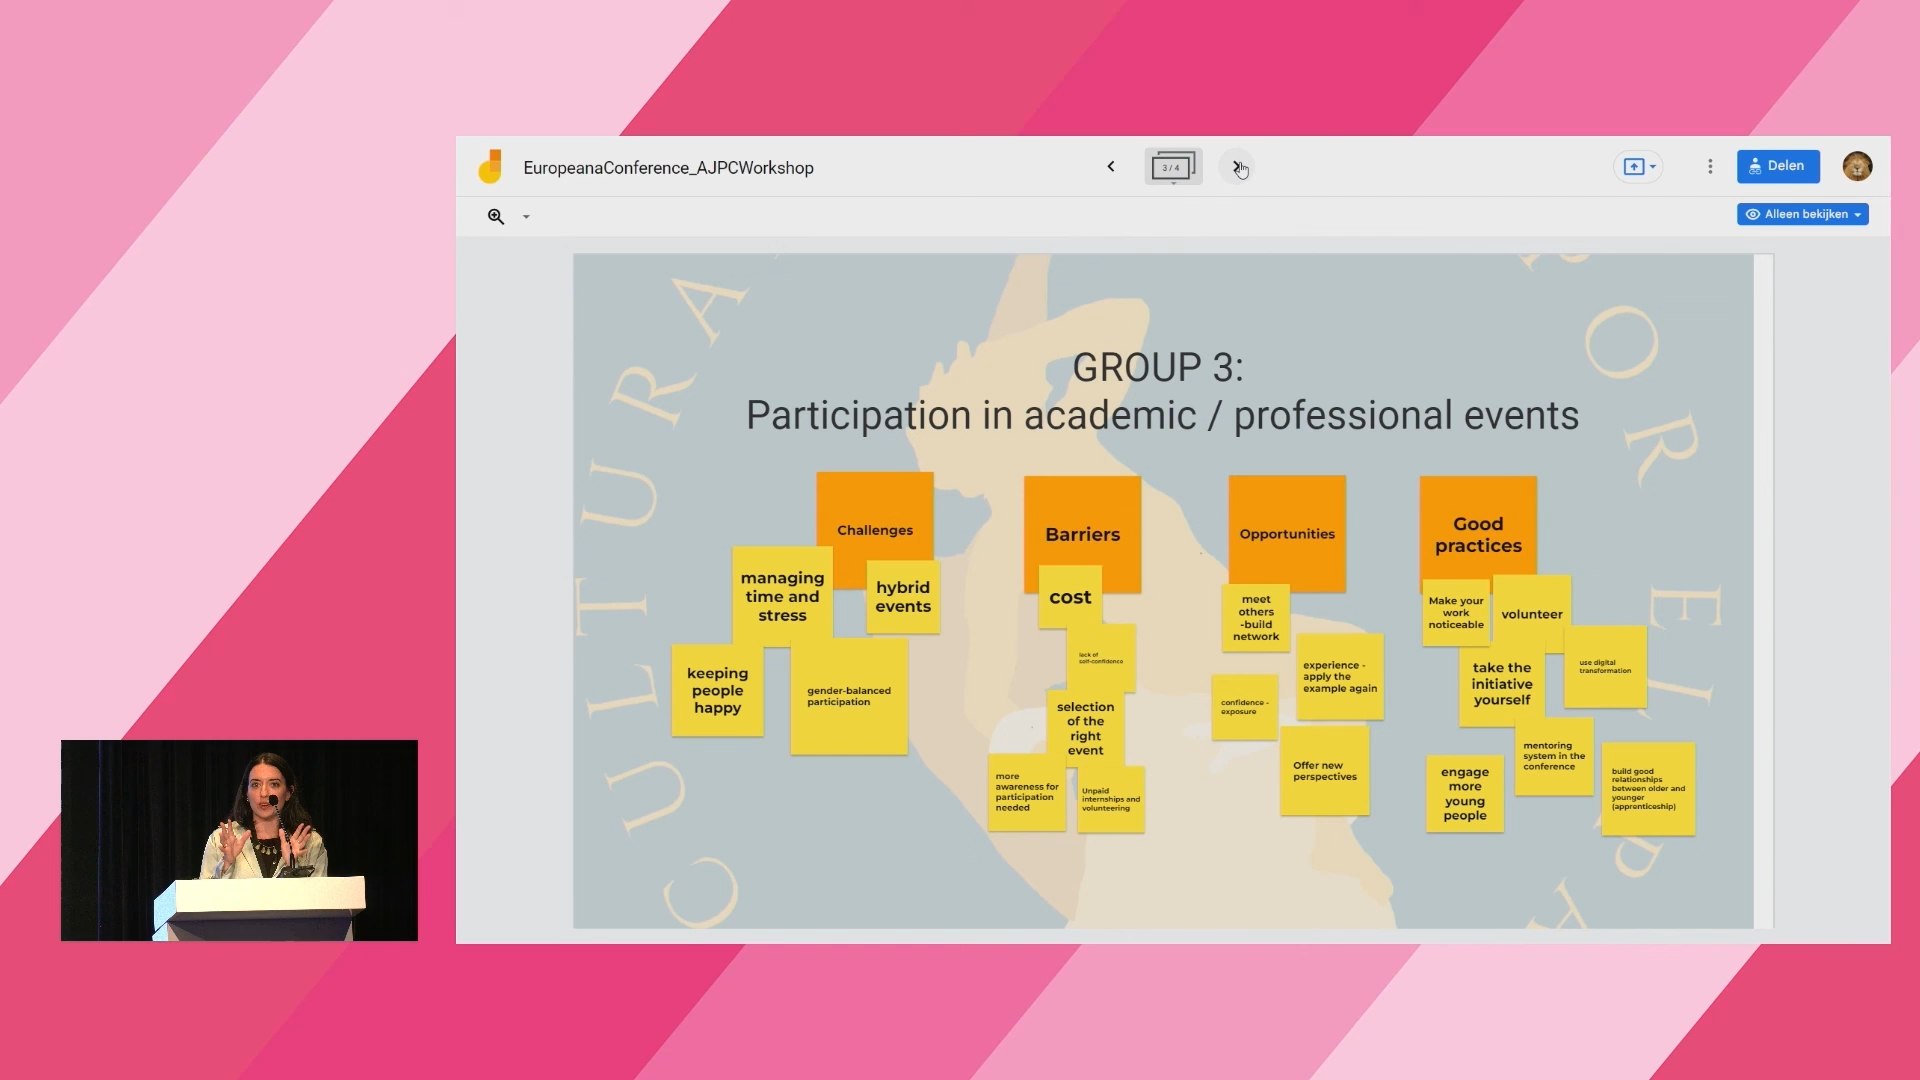 EuropeanaConference_AJPCWorkshop
3 / 4
Delen
Alleen bekijken
CULTURA
GROUP 3:
Participation in academic / professional events
Challenges
managing
time and
stress
hybrid
events
keeping
people
happy
gender-balanced
participation
Barriers
cost
lack of
self-confidence
selection
of the
right
event
more
awareness for
participation
needed
Unpaid
internships and
volunteering
Opportunities
meet
others
-build
network
experience -
apply the
example again
confidence -
exposure
Offer new
perspectives
Good
practices
Make your
work
noticeable
volunteer
take the
initiative
yourself
use digital
transformation
mentoring
system in the
conference
engage
more
young
people
build good
relationships
between older and
younger
(apprenticeship)